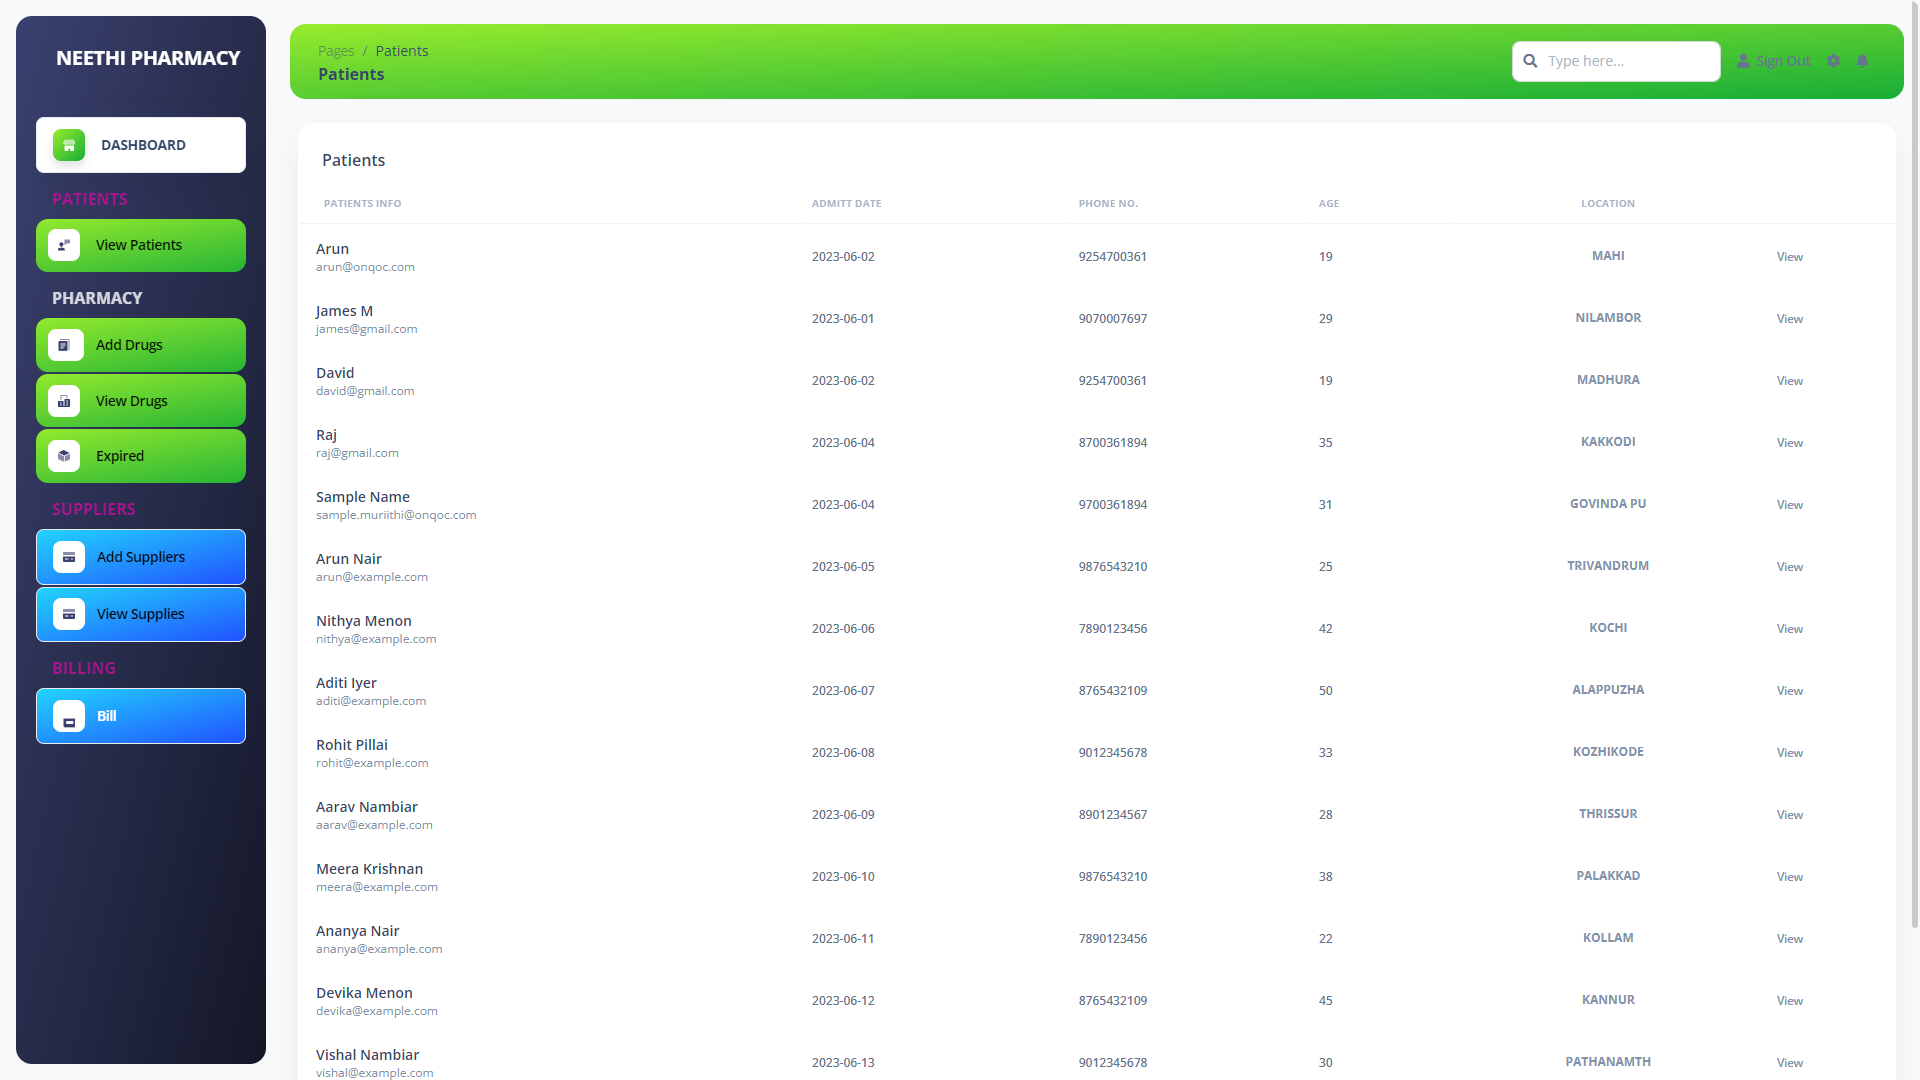 NEETHI PHARMACY
DASHBOARD
PATIENTS
View Patients
PHARMACY
Add Drugs
View Drugs
Expired
SUPPLIERS
Add Suppliers
View Supplies
BILLING
Bill
Pages / Patients
Patients
Type here...
Sign Out
Patients
PATIENTS INFO ADMITT DATE PHONE NO. AGE LOCATION
Arun
arun@onqoc.com
2023-06-02 9254700361 19 MAHI View
James M
james@gmail.com
2023-06-01 9070007697 29 NILAMBOR View
David
david@gmail.com
2023-06-02 9254700361 19 MADHURA View
Raj
raj@gmail.com
2023-06-04 8700361894 35 KAKKODI View
Sample Name
sample.muriithi@onqoc.com
2023-06-04 9700361894 31 GOVINDA PU View
Arun Nair
arun@example.com
2023-06-05 9876543210 25 TRIVANDRUM View
Nithya Menon
nithya@example.com
2023-06-06 7890123456 42 KOCHI View
Aditi Iyer
aditi@example.com
2023-06-07 8765432109 50 ALAPPUZHA View
Rohit Pillai
rohit@example.com
2023-06-08 9012345678 33 KOZHIKODE View
Aarav Nambiar
aarav@example.com
2023-06-09 8901234567 28 THRISSUR View
Meera Krishnan
meera@example.com
2023-06-10 9876543210 38 PALAKKAD View
Ananya Nair
ananya@example.com
2023-06-11 7890123456 22 KOLLAM View
Devika Menon
devika@example.com
2023-06-12 8765432109 45 KANNUR View
Vishal Nambiar
vishal@example.com
2023-06-13 9012345678 30 PATHANAMTH View